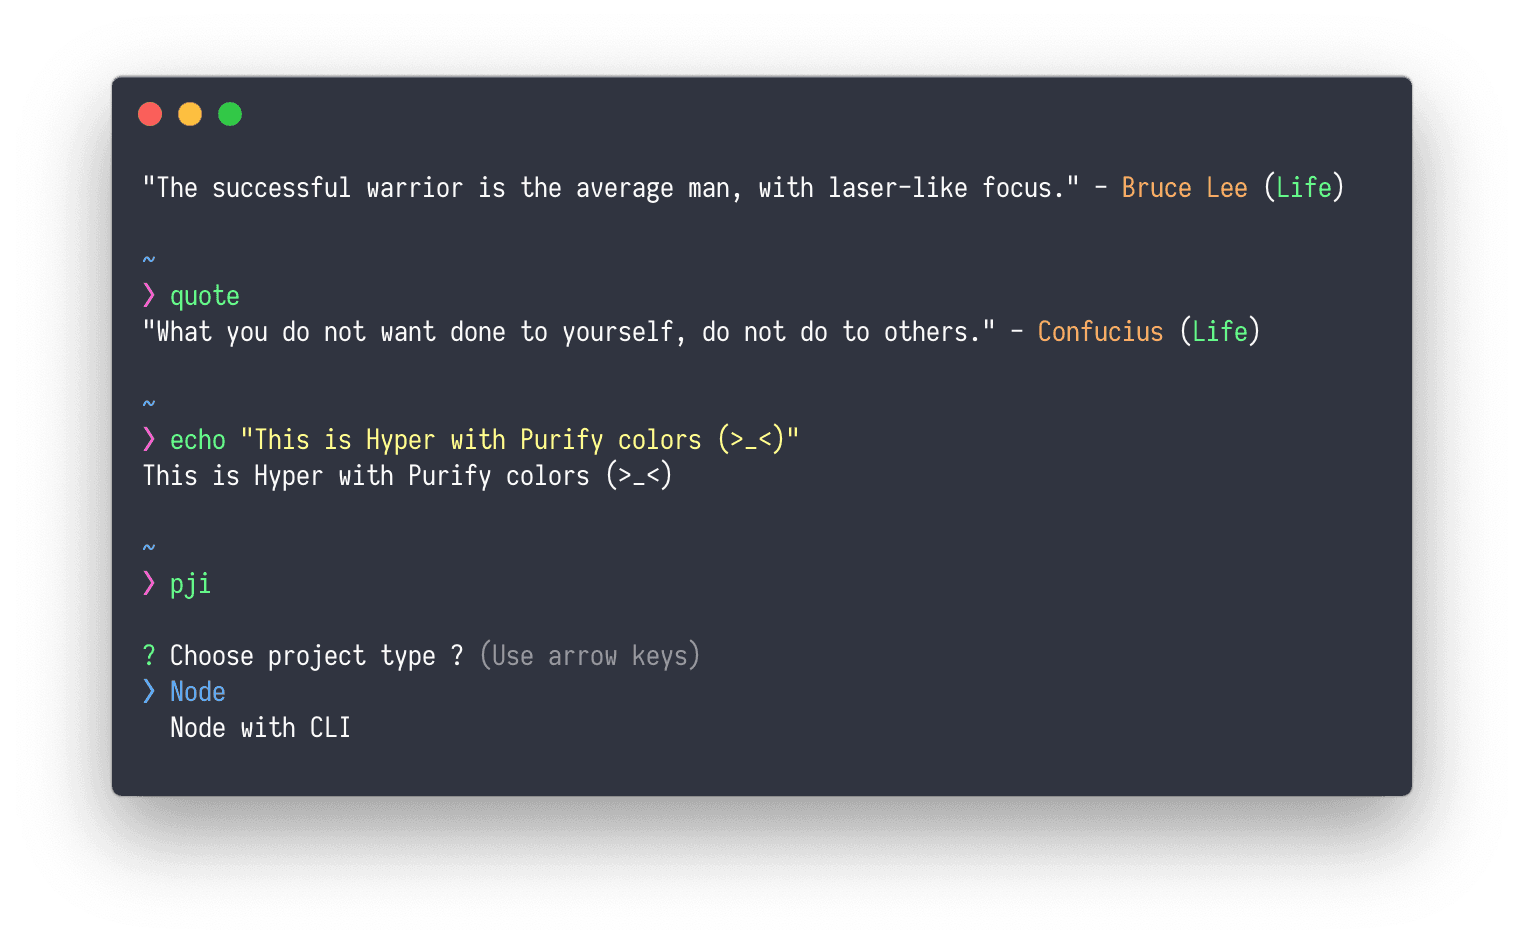 "The successful warrior is the average man, with laser-like focus." - Bruce Lee (Life)
~
❯ quote
"What you do not want done to yourself, do not do to others." - Confucius (Life)
~
❯ echo "This is Hyper with Purify colors (>_<)"
This is Hyper with Purify colors (>_<)
~
❯ pji
? Choose project type ? (Use arrow keys)
❯ Node
Node with CLI